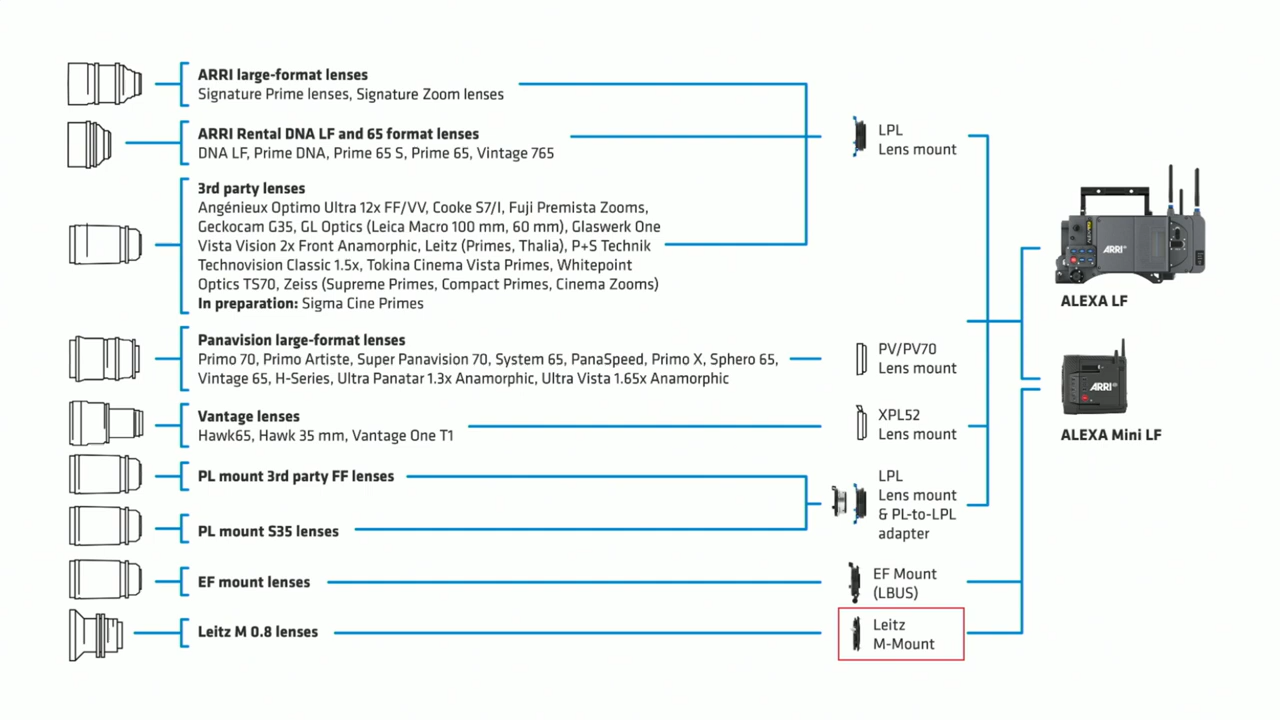 ARRI large-format lenses
Signature Prime lenses, Signature Zoom lenses
ARRI Rental DNA LF and 65 format lenses
DNA LF, Prime DNA, Prime 65 S, Prime 65, Vintage 765
LPL
Lens mount
3rd party lenses
Angénieux Optimo Ultra 12x FF/VV, Cooke S7/I, Fuji Premista Zooms,
Geckocam G35, GL Optics (Leica Macro 100 mm, 60 mm), Glaswerk One
Vista Vision 2x Front Anamorphic, Leitz (Primes, Thalia), P+S Technik
Technovision Classic 1.5x, Tokina Cinema Vista Primes, Whitepoint
Optics TS70, Zeiss (Supreme Primes, Compact Primes, Cinema Zooms)
In preparation: Sigma Cine Primes
ARRI
ALEXA LF
Panavision large-format lenses
Primo 70, Primo Artiste, Super Panavision 70, System 65, PanaSpeed, Primo X, Sphero 65,
Vintage 65, H-Series, Ultra Panatar 1.3x Anamorphic, Ultra Vista 1.65x Anamorphic
PV/PV70
Lens mount
ARRI
ALEXA Mini LF
Vantage lenses
Hawk65, Hawk 35 mm, Vantage One T1
XPL52
Lens mount
PL mount 3rd party FF lenses
PL mount S35 lenses
LPL
Lens mount
& PL-to-LPL
adapter
EF mount lenses
EF Mount
(LBUS)
Leitz M 0.8 lenses
Leitz
M-Mount